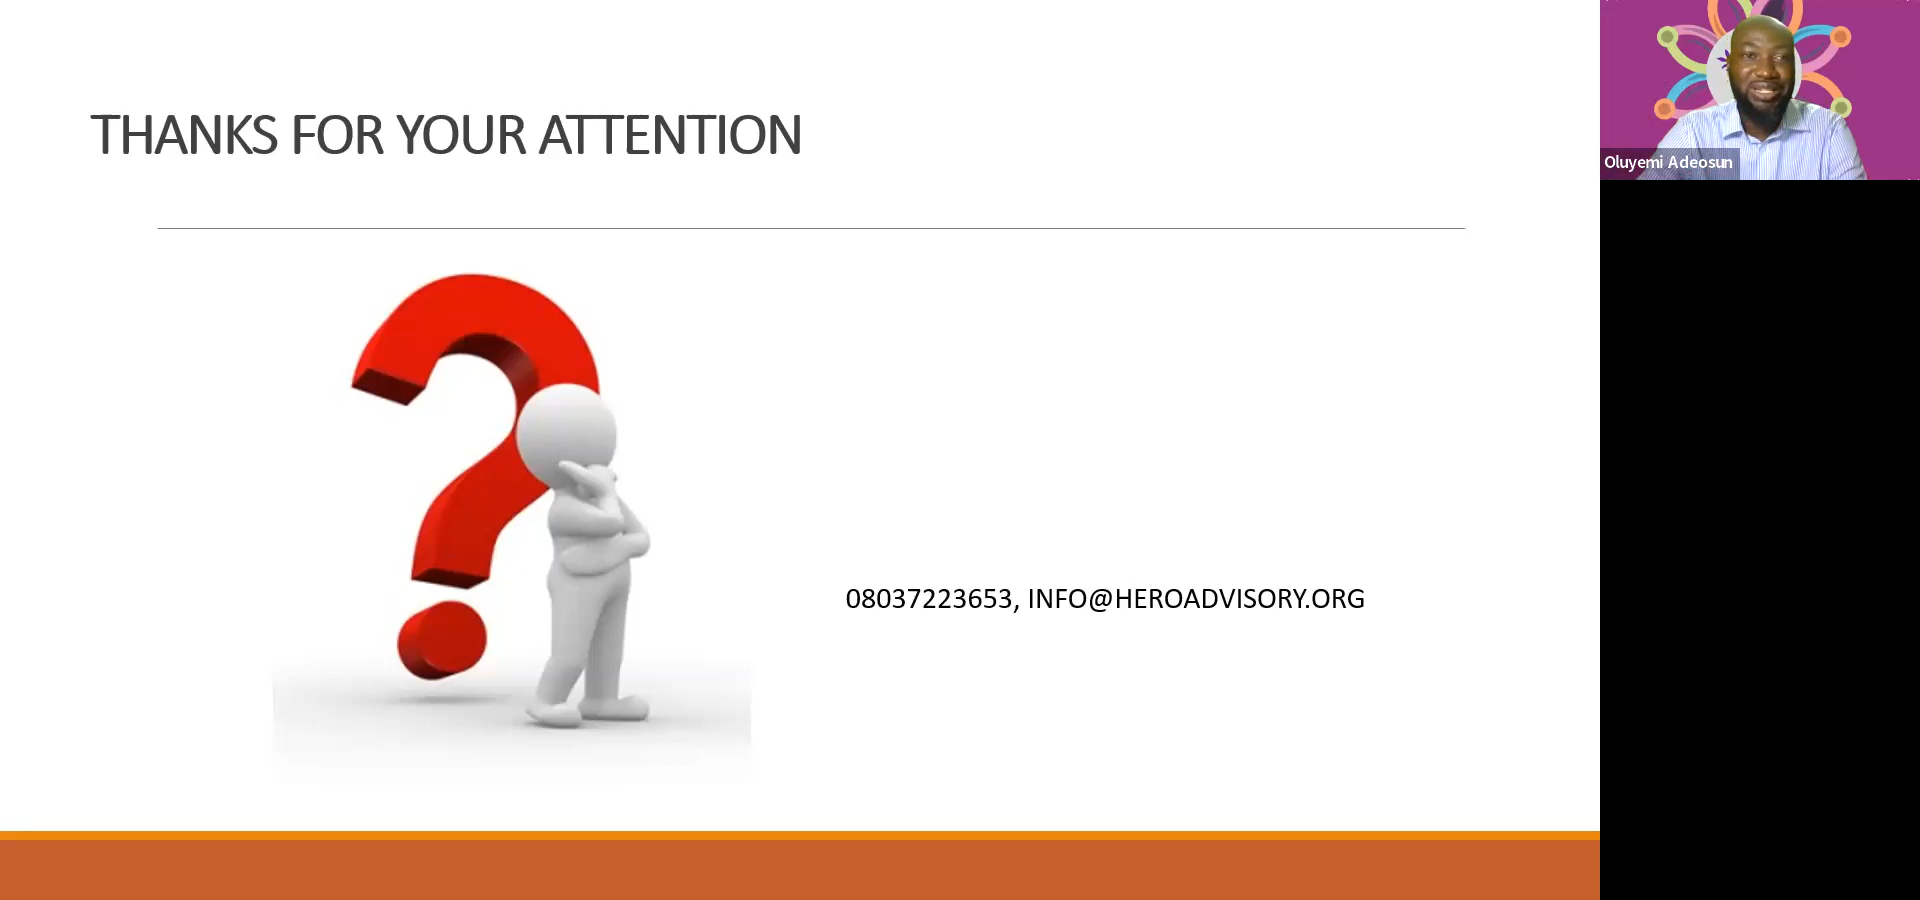 THANKS FOR YOUR ATTENTION
08037223653, INFO@HEROADVISORY.ORG
Oluyemi Adeosun